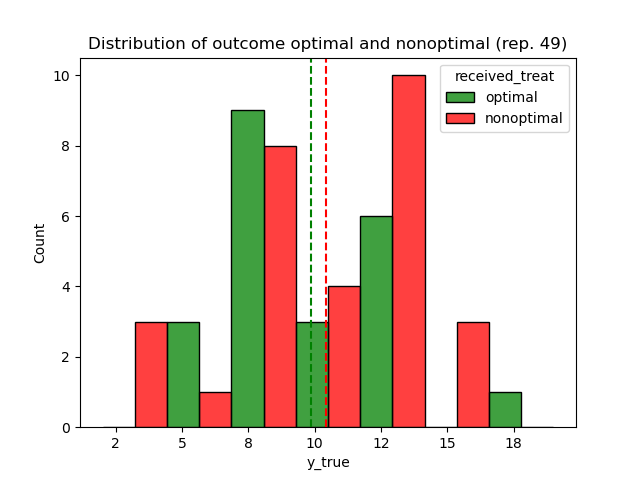 Distribution of outcome optimal and nonoptimal (rep. 49)
received_treat
optimal
nonoptimal
Count
10
8
6
4
2
0
2 5 8 10 12 15 18
y_true